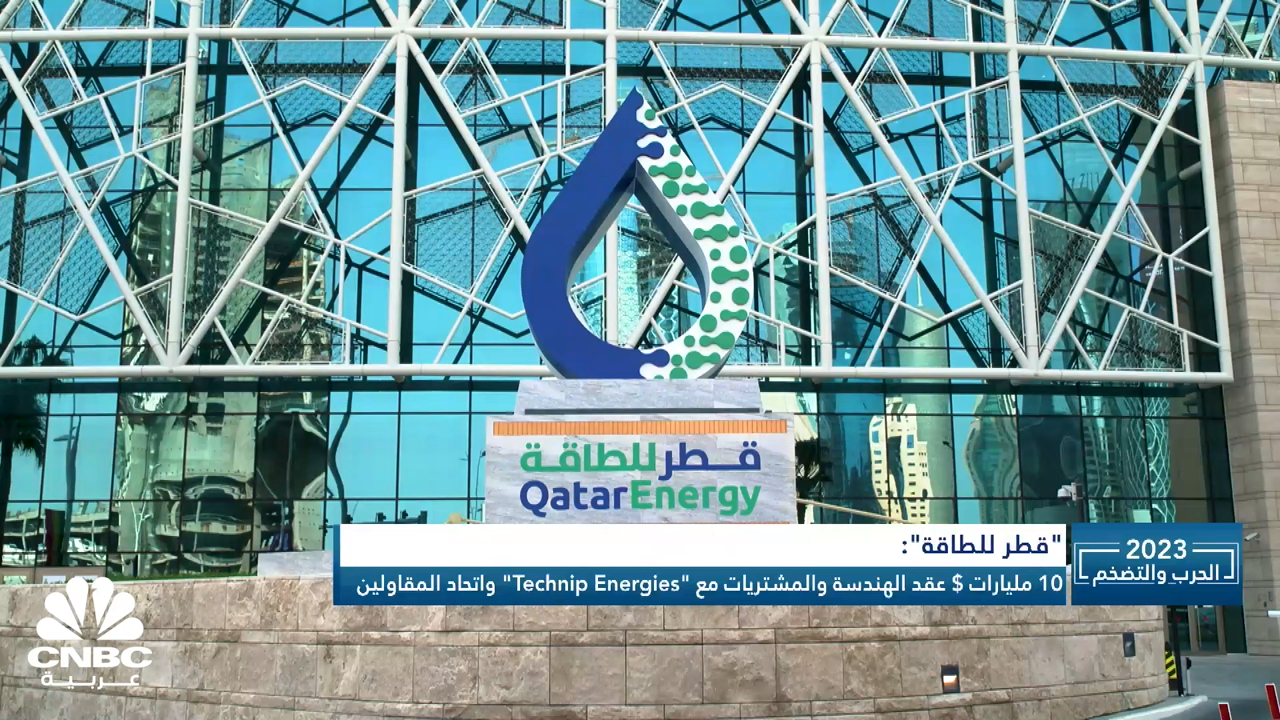 قطر للطاقة
QatarEnergy
"قطر للطاقة":
10 مليارات $ عقد الهندسة والمشتريات مع "Technip Energies" واتحاد المقاولين
2023
الحرب والتضخم
CNBC
عربية